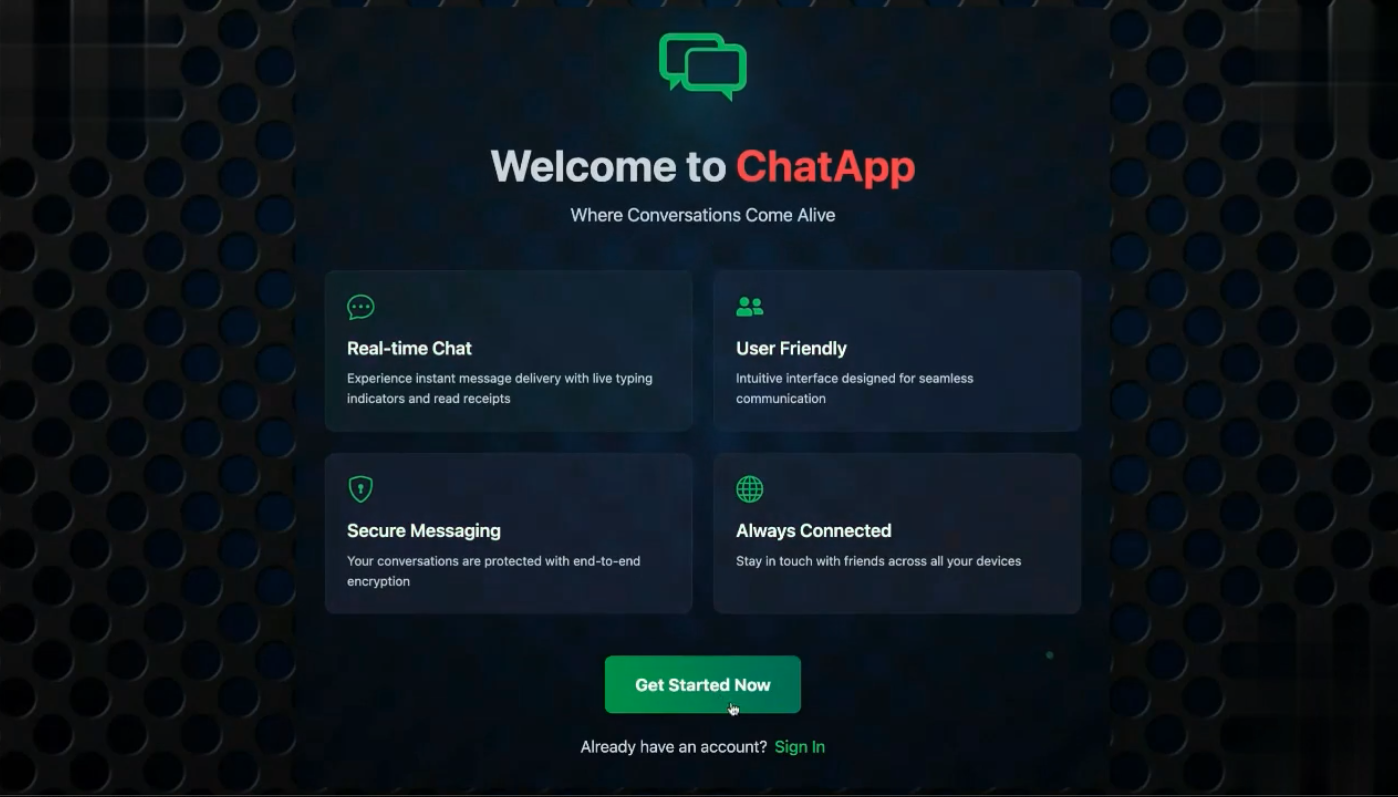 Welcome to ChatApp
Where Conversations Come Alive
Real-time Chat
Experience instant message delivery with live typing
indicators and read receipts
User Friendly
Intuitive interface designed for seamless
communication
Secure Messaging
Your conversations are protected with end-to-end
encryption
Always Connected
Stay in touch with friends across all your devices
Get Started Now
Already have an account? Sign In